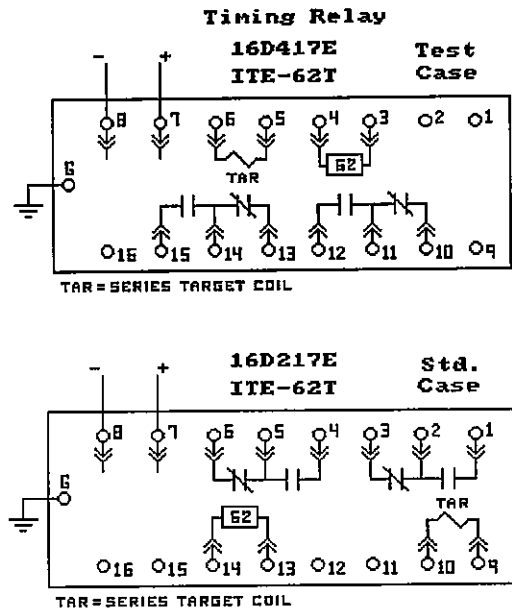 Timing Relay
16D417E Test
ITE-62T Case
- +
8 7 6 5 4 3 2 1
62
G TAR
16 15 14 13 12 11 10 9
TAR=SERIES TARGET COIL
16D217E Std.
ITE-62T Case
- +
8 7 6 5 4 3 2 1
G
62 TAR
16 15 14 13 12 11 10 9
TAR=SERIES TARGET COIL